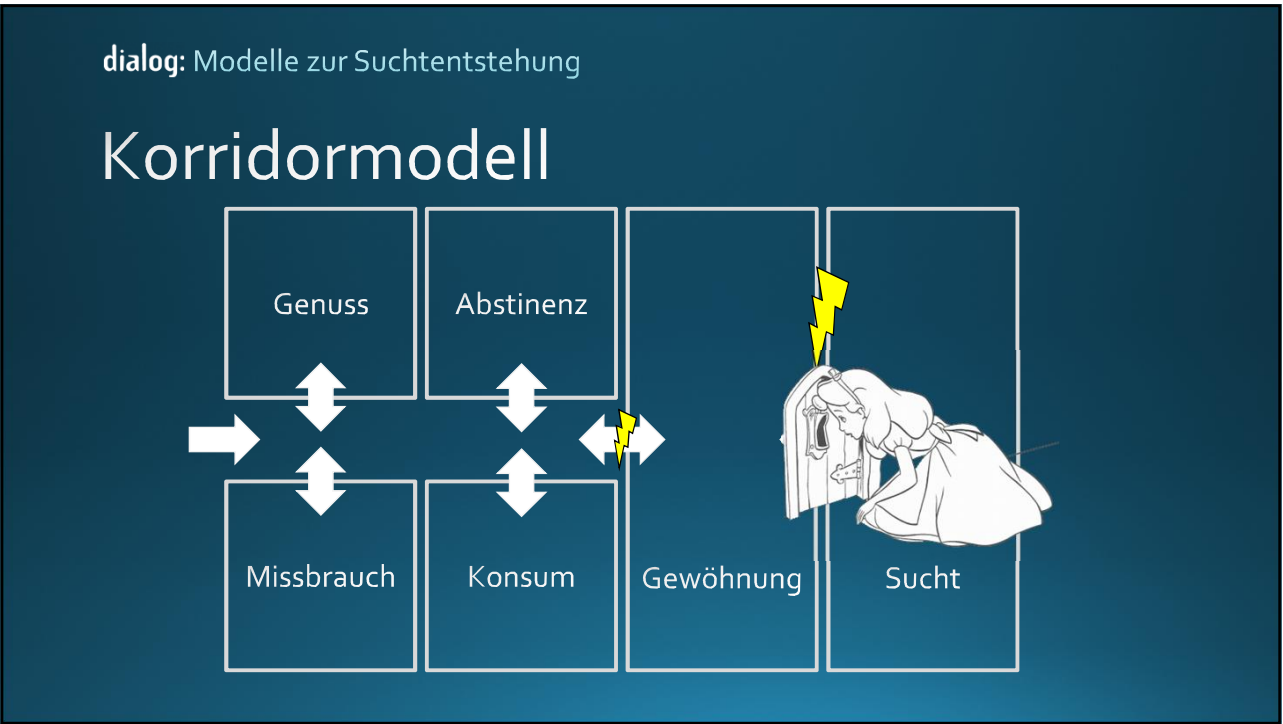 dialog: Modelle zur Suchtentstehung
Korridormodell
Genuss
Abstinenz
Missbrauch
Konsum
Gewöhnung
Sucht